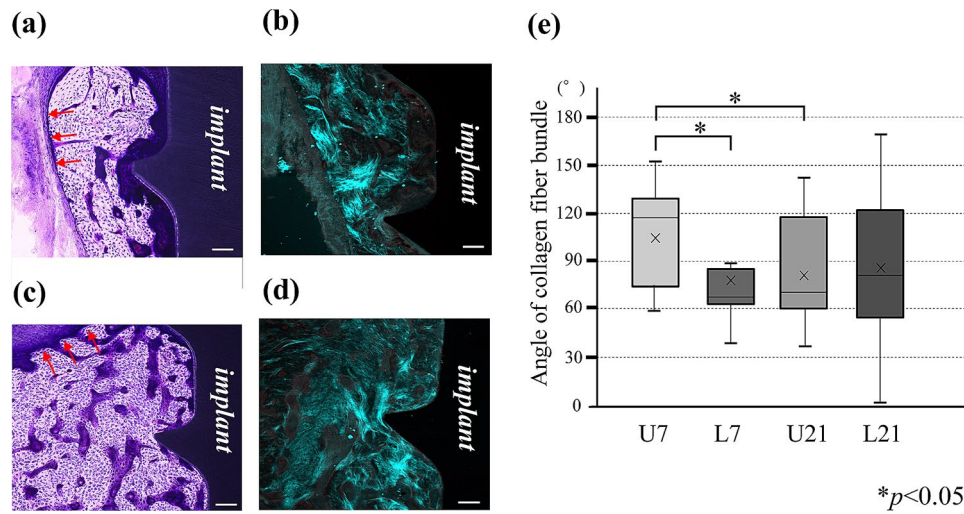 (a)
implant
(b)
implant
(c)
implant
(d)
implant
(e)
(°)
Angle of collagen fiber bundle
180
150
120
90
60
30
0
*
*
U7
L7
U21
L21
*p<0.05